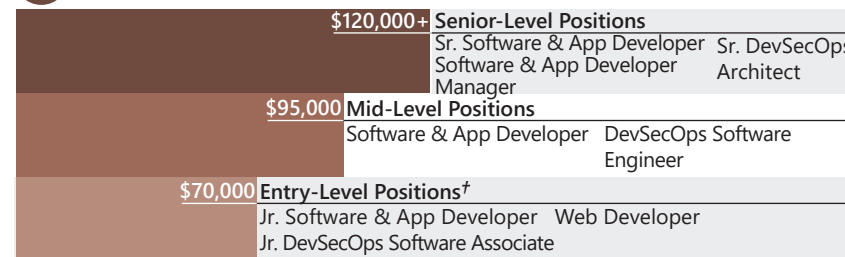 $120,000+ Senior-Level Positions
Sr. Software & App Developer Sr. DevSecOps
Software & App Developer Architect
Manager
$95,000 Mid-Level Positions
Software & App Developer DevSecOps Software
Engineer
$70,000 Entry-Level Positions†
Jr. Software & App Developer Web Developer
Jr. DevSecOps Software Associate